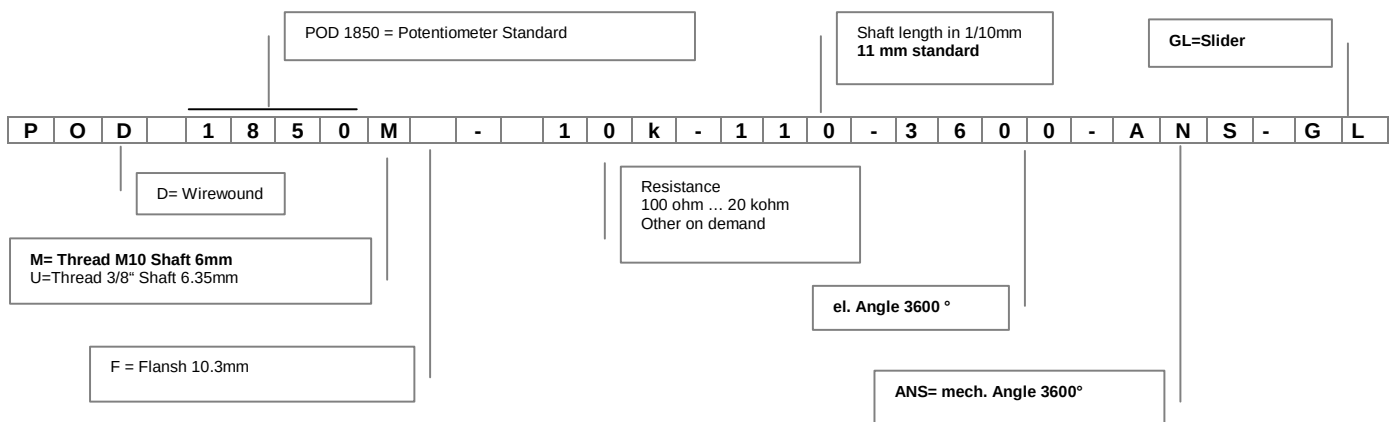 POD 1850 = Potentiometer Standard
Shaft length in 1/10mm
11 mm standard
GL=Slider
P O D 1 8 5 0 M - 1 0 k - 1 1 0 - 3 6 0 0 - A N S - G L
D= Wirewound
Resistance
100 ohm … 20 kohm
Other on demand
M= Thread M10 Shaft 6mm
U=Thread 3/8“ Shaft 6.35mm
el. Angle 3600 °
F = Flansh 10.3mm
ANS= mech. Angle 3600°